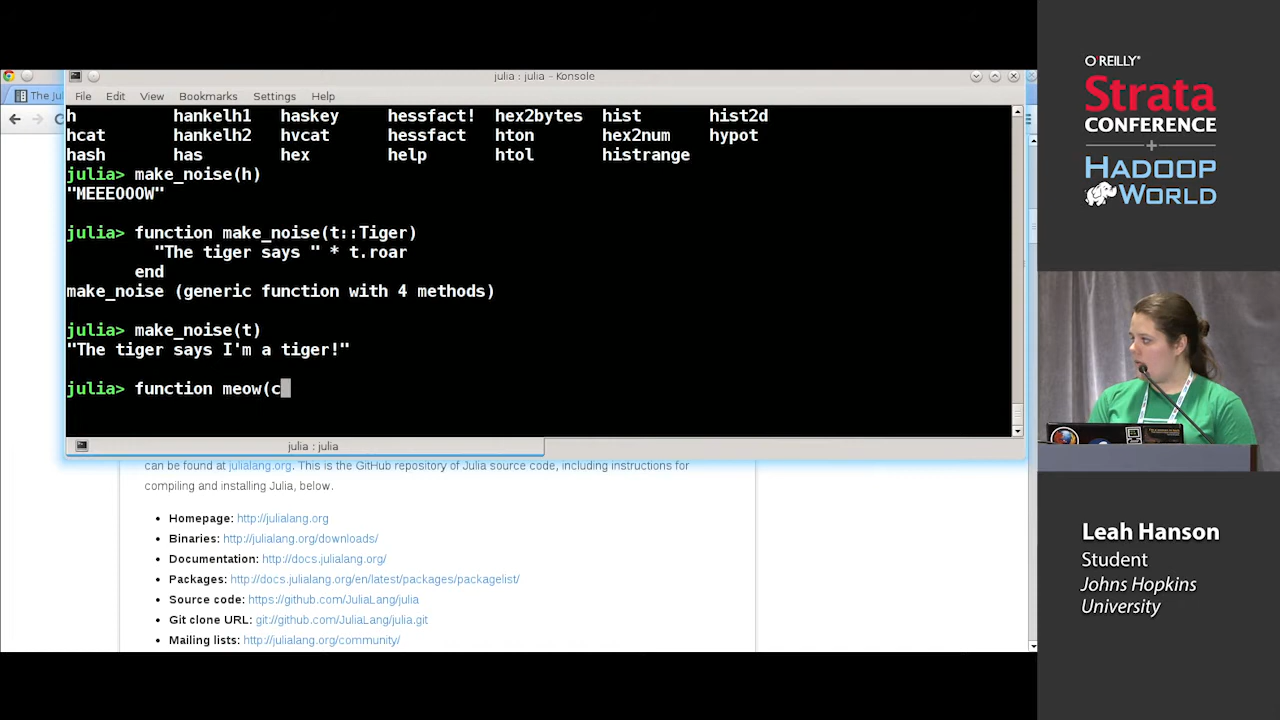 julia : julia – Konsole
The Ju
File Edit View Bookmarks Settings Help
h hankelh1 haskey hessfact! hex2bytes hist hist2d
hcat hankelh2 hvcat hessfact hton hex2num hypot
hash has hex help htol histrange
julia> make_noise(h)
"MEEEOOOW"
julia> function make_noise(t::Tiger)
"The tiger says " * t.roar
end
make_noise (generic function with 4 methods)
julia> make_noise(t)
"The tiger says I'm a tiger!"
julia> function meow(c
julia : julia
can be found at julialang.org. This is the GitHub repository of Julia source code, including instructions for
compiling and installing Julia, below.
• Homepage: http://julialang.org
• Binaries: http://julialang.org/downloads/
• Documentation: http://docs.julialang.org/
• Packages: http://docs.julialang.org/en/latest/packages/packagelist/
• Source code: https://github.com/JuliaLang/julia
• Git clone URL: git://github.com/JuliaLang/julia.git
• Mailing lists: http://julialang.org/community/
O REILLY®
Strata
CONFERENCE
+
HADOOP
WORLD
Leah Hanson
Student
Johns Hopkins
University